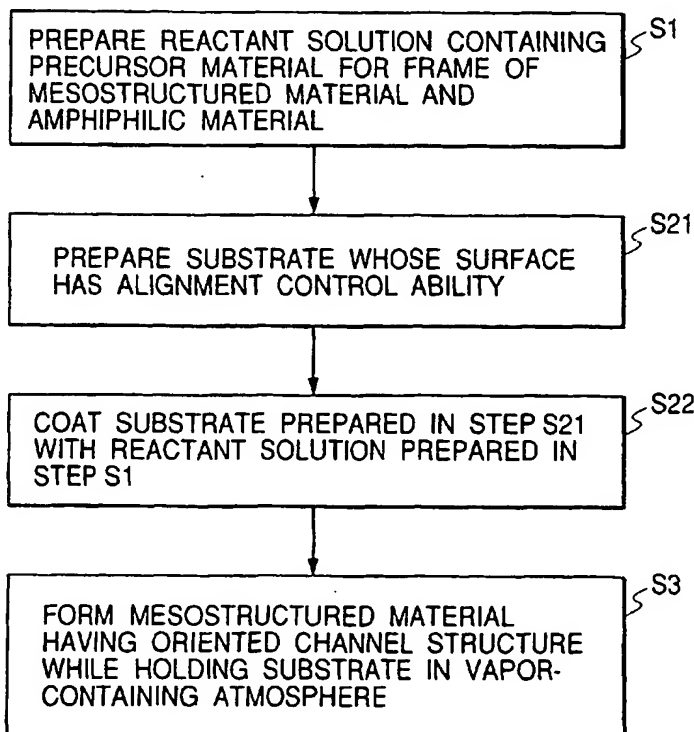 PREPARE REACTANT SOLUTION CONTAINING
PRECURSOR MATERIAL FOR FRAME OF
MESOSTRUCTURED MATERIAL AND
AMPHIPHILIC MATERIAL
S1
PREPARE SUBSTRATE WHOSE SURFACE
HAS ALIGNMENT CONTROL ABILITY
S21
COAT SUBSTRATE PREPARED IN STEP S21
WITH REACTANT SOLUTION PREPARED IN
STEP S1
S22
FORM MESOSTRUCTURED MATERIAL
HAVING ORIENTED CHANNEL STRUCTURE
WHILE HOLDING SUBSTRATE IN VAPOR-
CONTAINING ATMOSPHERE
S3